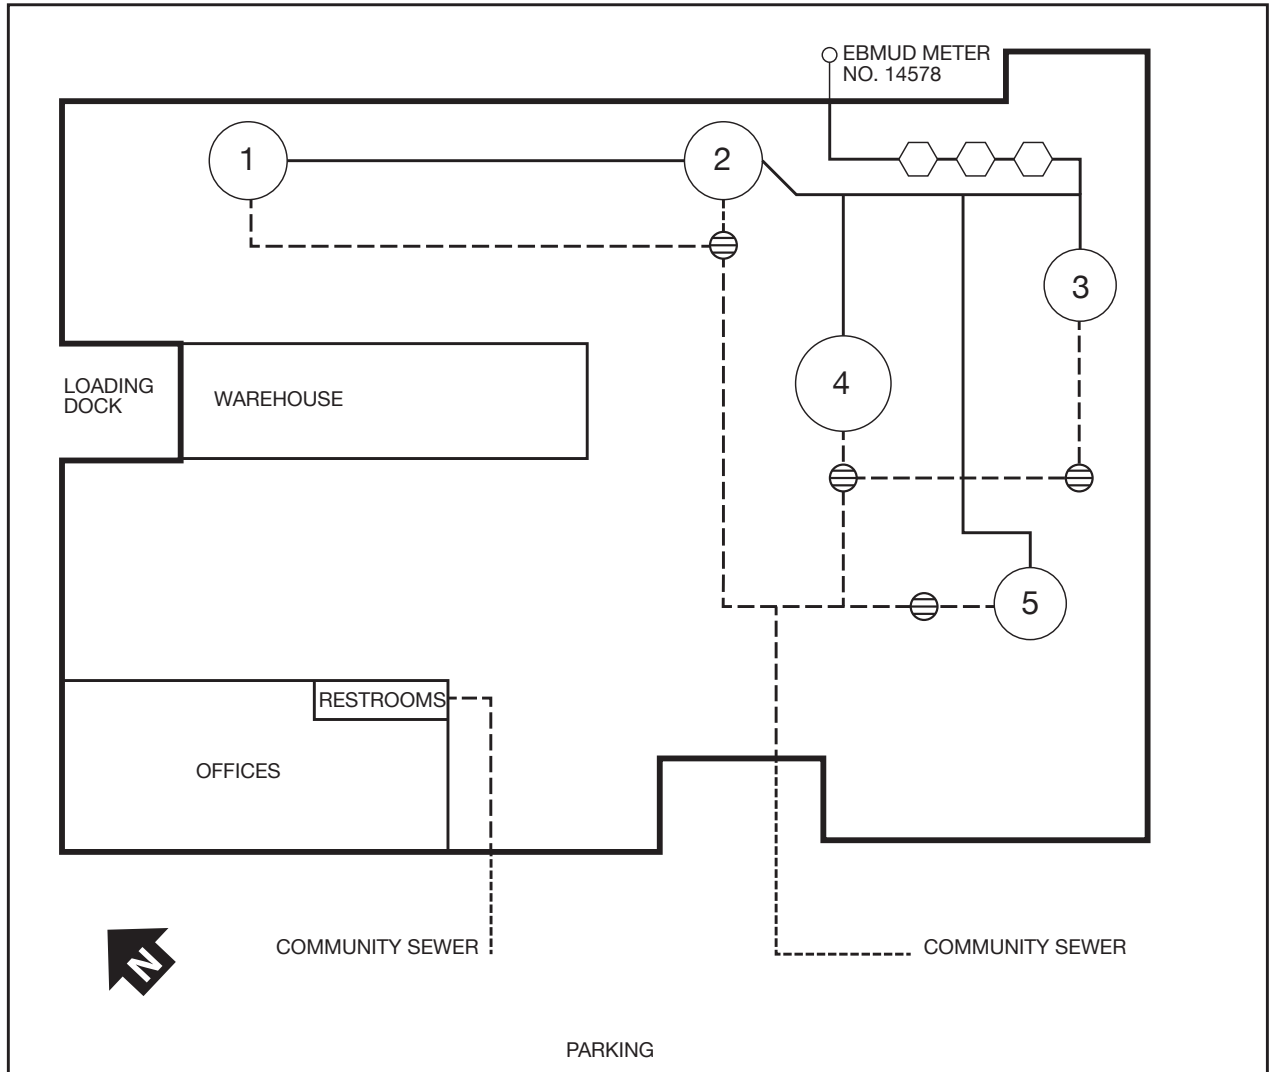 EBMUD METER
NO. 14578
1
2
3
LOADING
DOCK
WAREHOUSE
4
5
RESTROOMS
OFFICES
N
COMMUNITY SEWER
COMMUNITY SEWER
PARKING